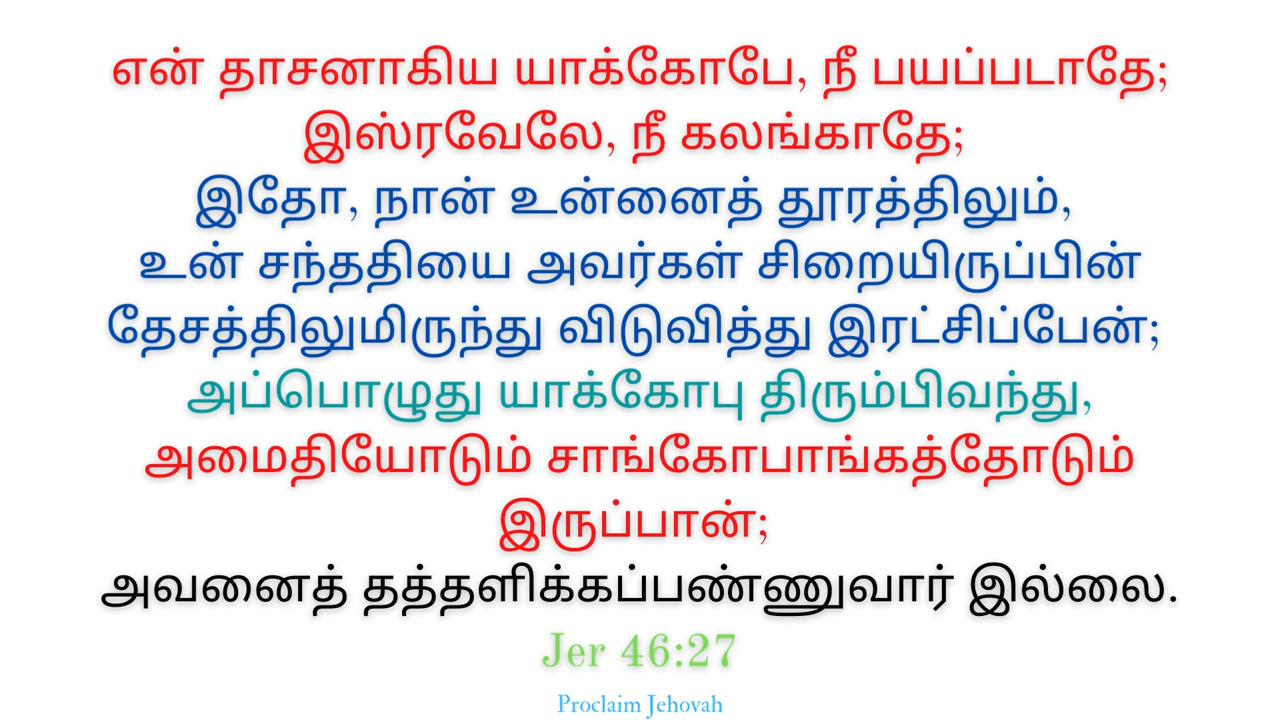 என் தாசனாகிய யாக்கோபே, நீ பயப்படாதே;
இஸ்ரவேலே, நீ கலங்காதே;
இதோ, நான் உன்னைத் தூரத்திலும்,
உன் சந்ததியை அவர்கள் சிறையிருப்பின்
தேசத்திலுமிருந்து விடுவித்து இரட்சிப்பேன்;
அப்பொழுது யாக்கோபு திரும்பிவந்து,
அமைதியோடும் சாங்கோபாங்கத்தோடும்
இருப்பான்;
அவனைத் தத்தளிக்கப்பண்ணுவார் இல்லை.
Jer 46:27
Proclaim Jehovah